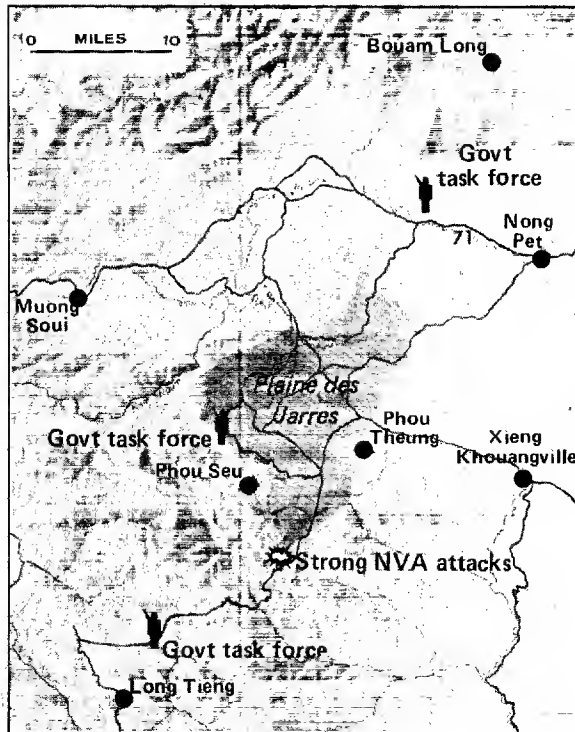 0 MILES 10
Bouam Long
Govt
task force
71
Nong
Pet
Muong
Soui
Plaine des
Jarres
Govt task force
Phou
Theung
Xieng
Khouangville
Phou Seu
Strong NVA attacks
Govt task force
Long Tieng